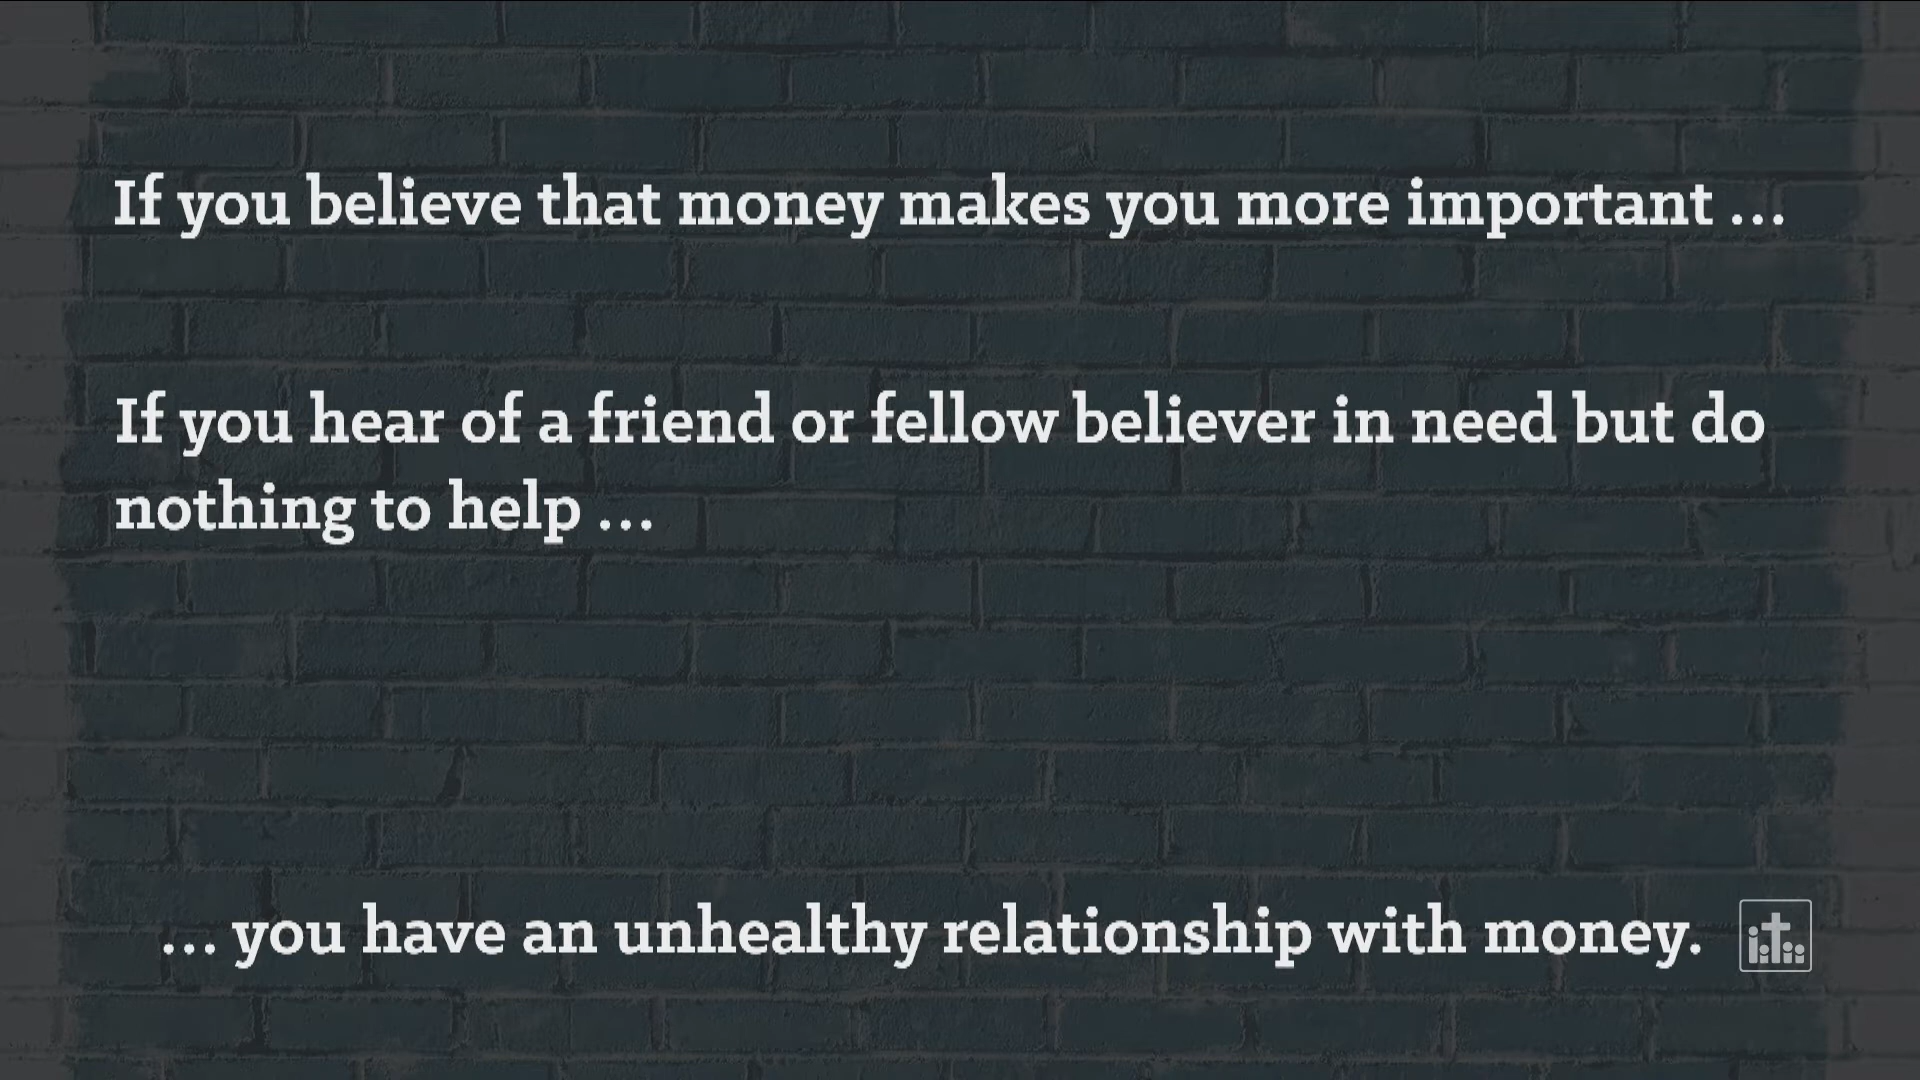 If you believe that money makes you more important ...
If you hear of a friend or fellow believer in need but do
nothing to help ...
... you have an unhealthy relationship with money.